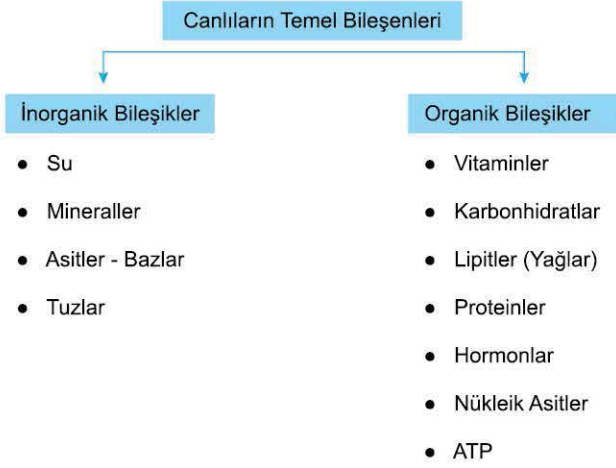 Canlıların Temel Bileşenleri
İnorganik Bileşikler
● Su
● Mineraller
● Asitler - Bazlar
● Tuzlar
Organik Bileşikler
● Vitaminler
● Karbonhidratlar
● Lipitler (Yağlar)
● Proteinler
● Hormonlar
● Nükleik Asitler
● ATP